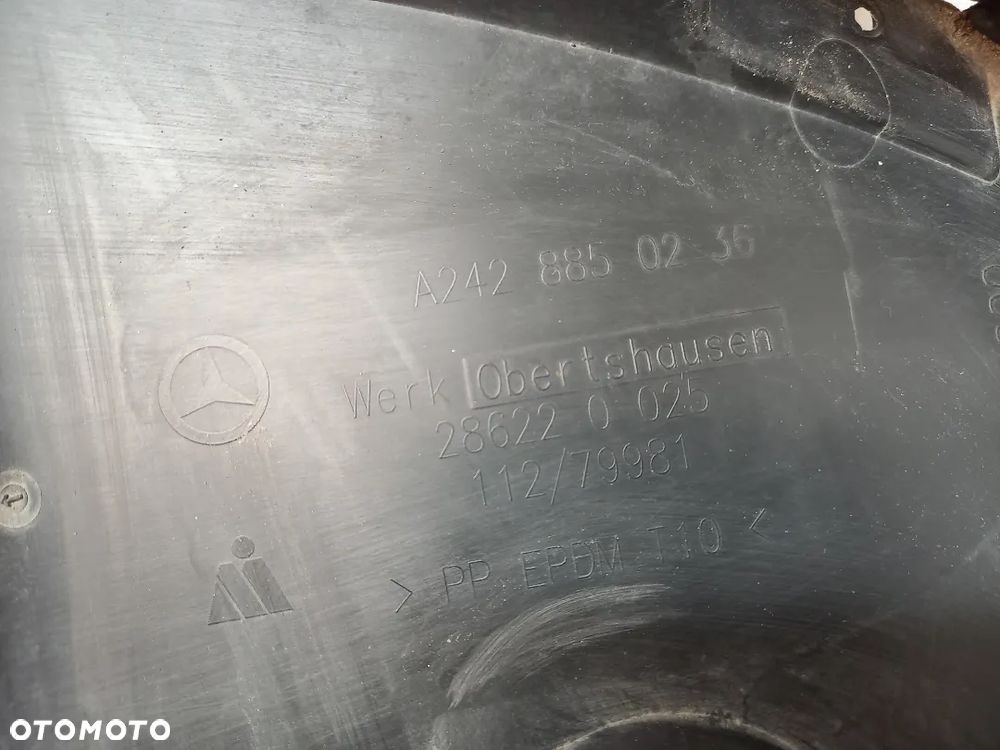 A242 885 02 36
Werk Obertshausen
28622 0 025
112/79981
> PP EPDM T10 <
OTOMOTO